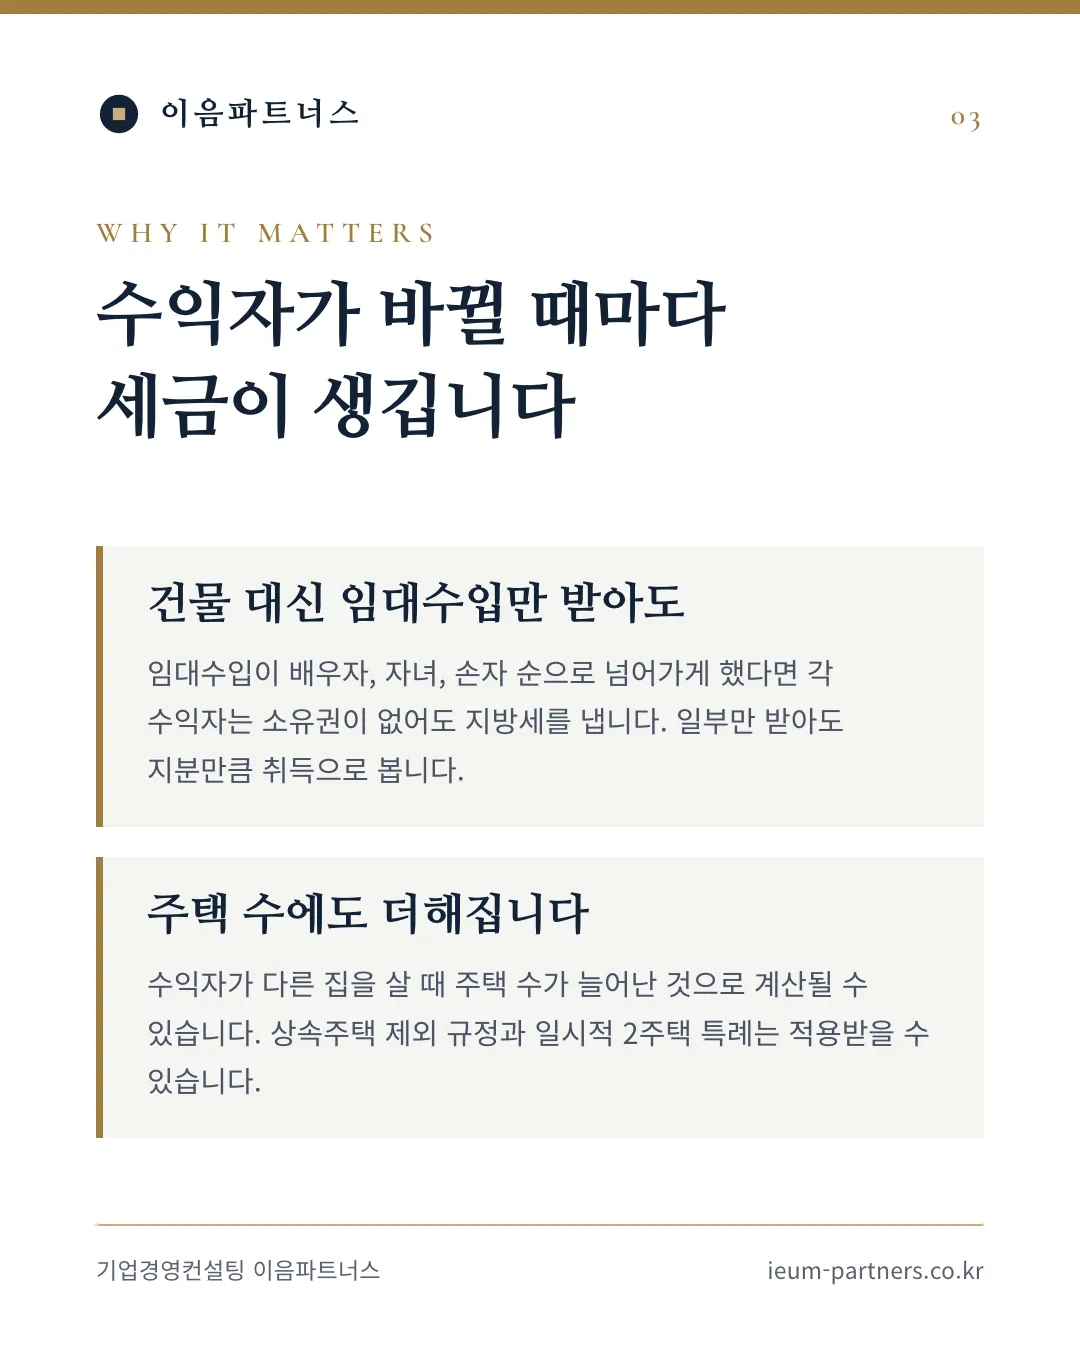 이음파트너스
03
WHY IT MATTERS
수익자가 바뀔 때마다
세금이 생깁니다
건물 대신 임대수입만 받아도
임대수입이 배우자, 자녀, 손자 순으로 넘어가게 했다면 각
수익자는 소유권이 없어도 지방세를 냅니다. 일부만 받아도
지분만큼 취득으로 봅니다.
주택 수에도 더해집니다
수익자가 다른 집을 살 때 주택 수가 늘어난 것으로 계산될 수
있습니다. 상속주택 제외 규정과 일시적 2주택 특례는 적용받을 수
있습니다.
기업경영컨설팅 이음파트너스
ieum-partners.co.kr